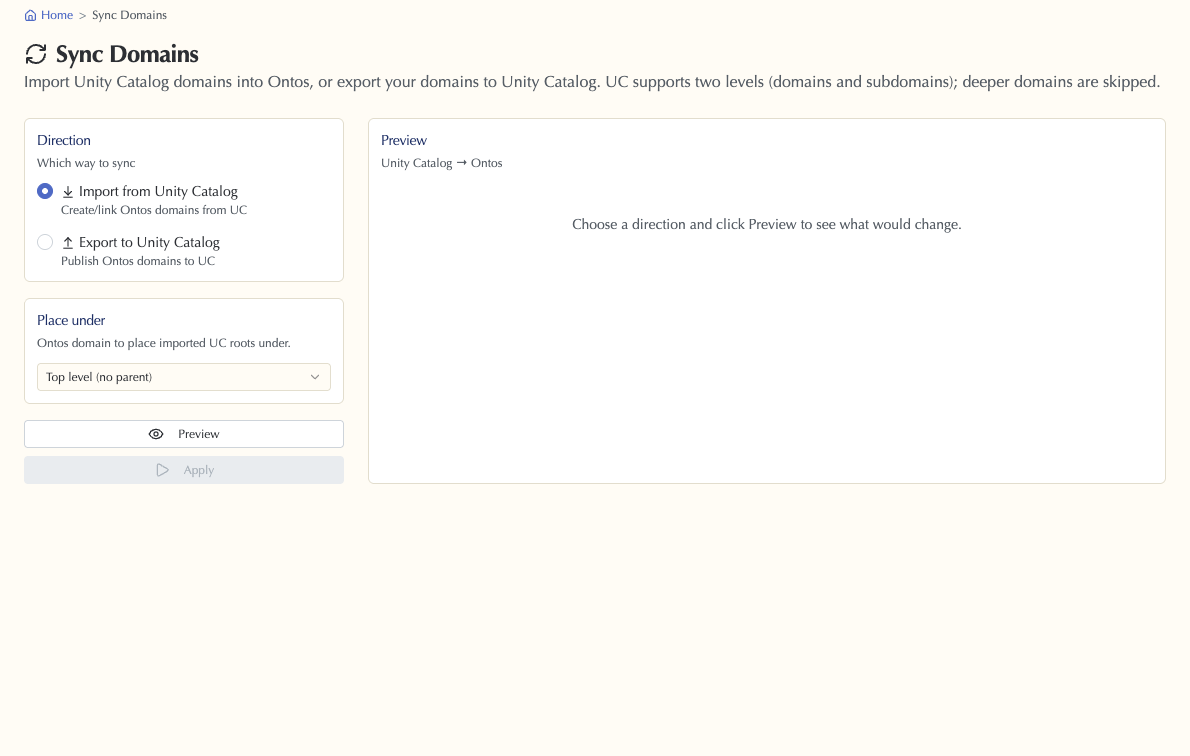 Home > Sync Domains
Sync Domains
Import Unity Catalog domains into Ontos, or export your domains to Unity Catalog. UC supports two levels (domains and subdomains); deeper domains are skipped.
Direction
Which way to sync
Import from Unity Catalog
Create/link Ontos domains from UC
Export to Unity Catalog
Publish Ontos domains to UC
Place under
Ontos domain to place imported UC roots under.
Top level (no parent)
Preview
Apply
Preview
Unity Catalog → Ontos
Choose a direction and click Preview to see what would change.